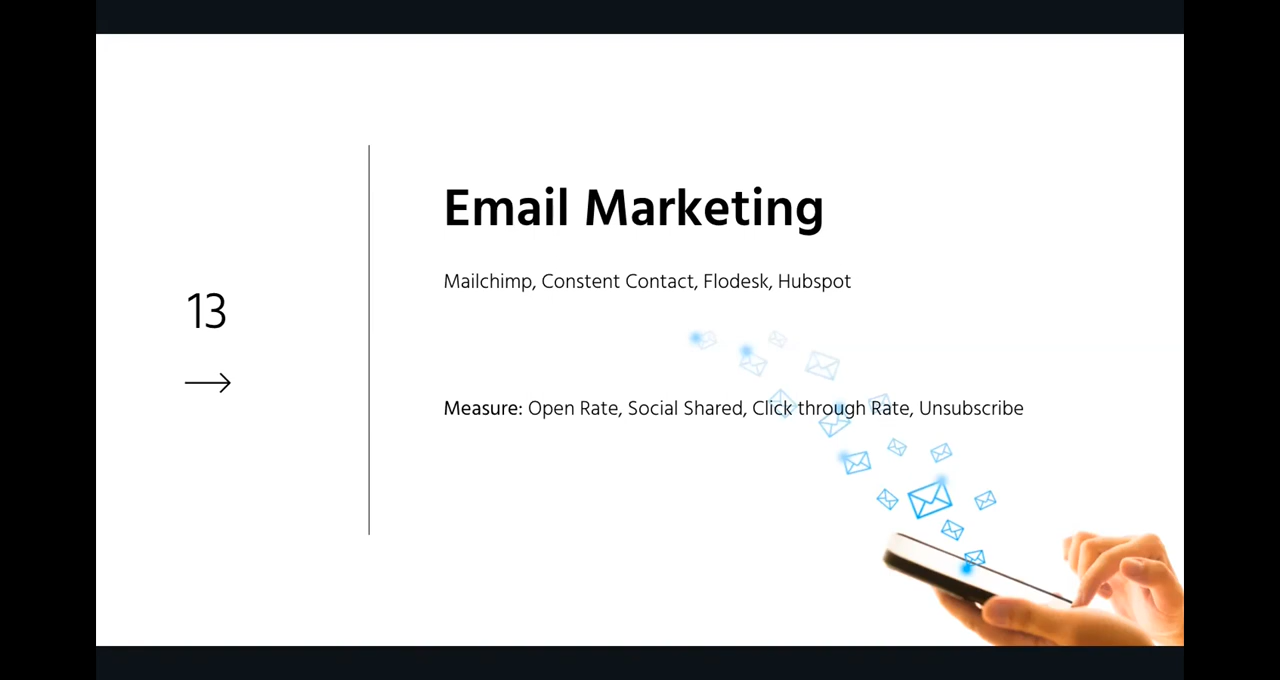 Email Marketing
Mailchimp, Constent Contact, Flodesk, Hubspot
13
Measure: Open Rate, Social Shared, Click through Rate, Unsubscribe